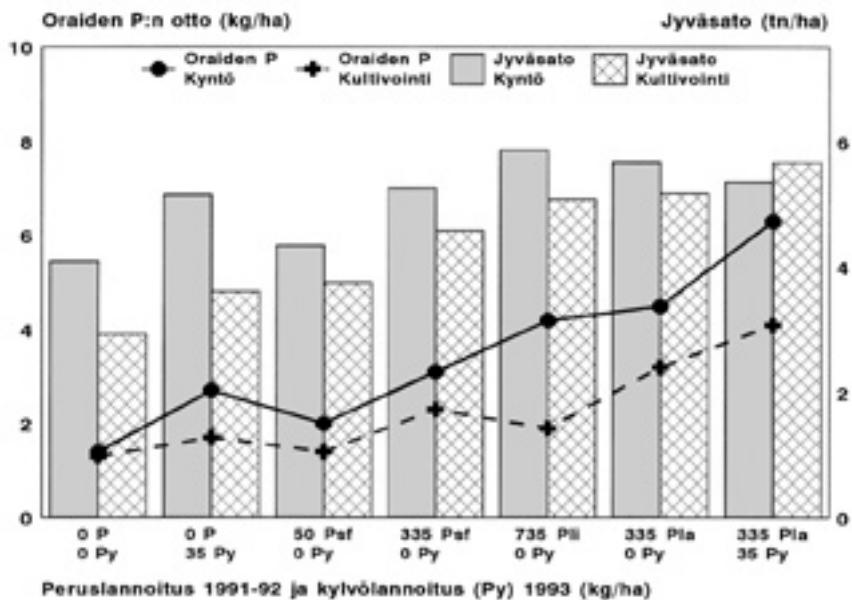 Oraiden P:n otto (kg/ha) Jyväsato (tn/ha)
10
8
6
4
2
0
6
4
2
0
Oraiden P Oraiden P Jyväsato Jyväsato
Kyntö Kultivointi Kyntö Kultivointi
0 P 0 P 50 Psf 335 Psf 735 Pli 335 Pla 335 Pla
0 Py 35 Py 0 Py 0 Py 0 Py 0 Py 35 Py
Peruslannoitus 1991-92 ja kylvölannoitus (Py) 1993 (kg/ha)